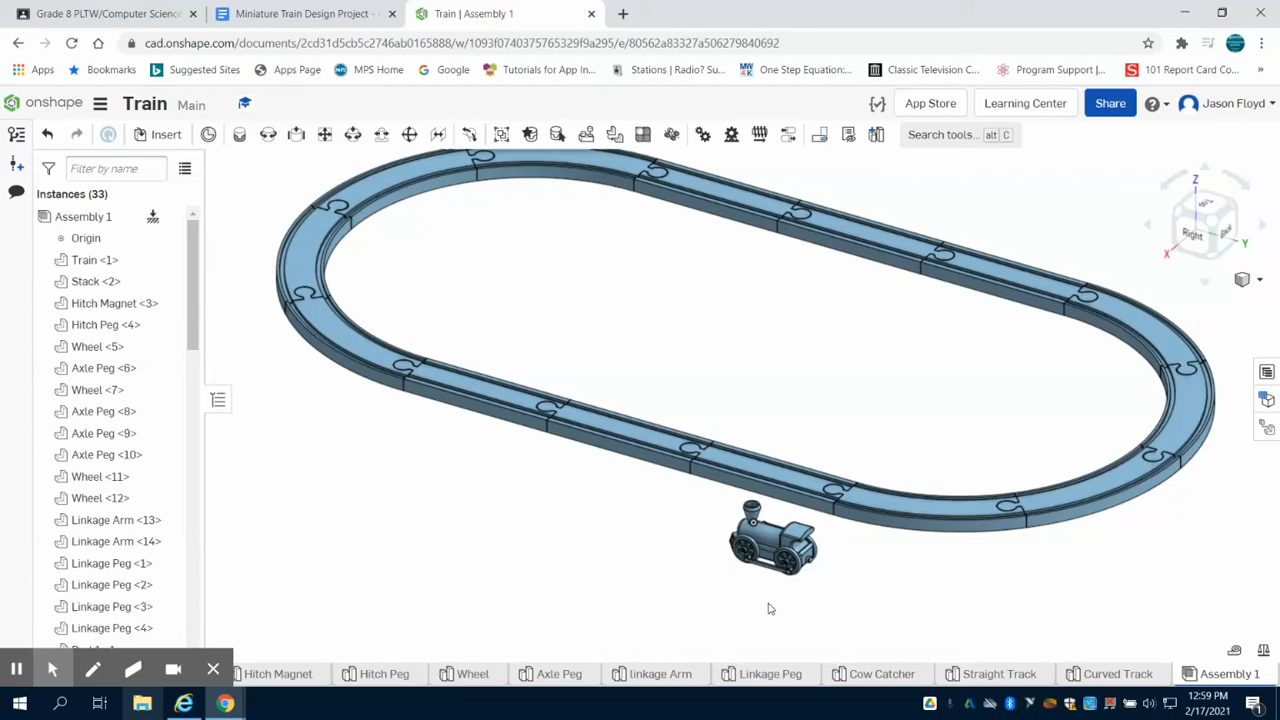 Grade 8 PLTW/Computer Science
Miniature Train Design Project -
Train | Assembly 1
cad.onshape.com/documents/2cd31d5cb5c2746ab0165888/w/1093f0740375765329f9a295/e/80562a83327a506279840692
Apps
Bookmarks
Suggested Sites
Apps Page
MPS Home
Google
Tutorials for App In...
Stations | Radio? Su...
One Step Equation:...
Classic Television C...
Program Support |...
101 Report Card Co...
onshape
Train Main
App Store
Learning Center
Share
Jason Floyd
Insert
Search tools... alt C
Filter by name
Instances (33)
Assembly 1
Origin
Train <1>
Stack <2>
Hitch Magnet <3>
Hitch Peg <4>
Wheel <5>
Axle Peg <6>
Wheel <7>
Axle Peg <8>
Axle Peg <9>
Axle Peg <10>
Wheel <11>
Wheel <12>
Linkage Arm <13>
Linkage Arm <14>
Linkage Peg <1>
Linkage Peg <2>
Linkage Peg <3>
Linkage Peg <4>
Z
Right
Back
X
Y
Hitch Magnet
Hitch Peg
Wheel
Axle Peg
linkage Arm
Linkage Peg
Cow Catcher
Straight Track
Curved Track
Assembly 1
12:59 PM
2/17/2021